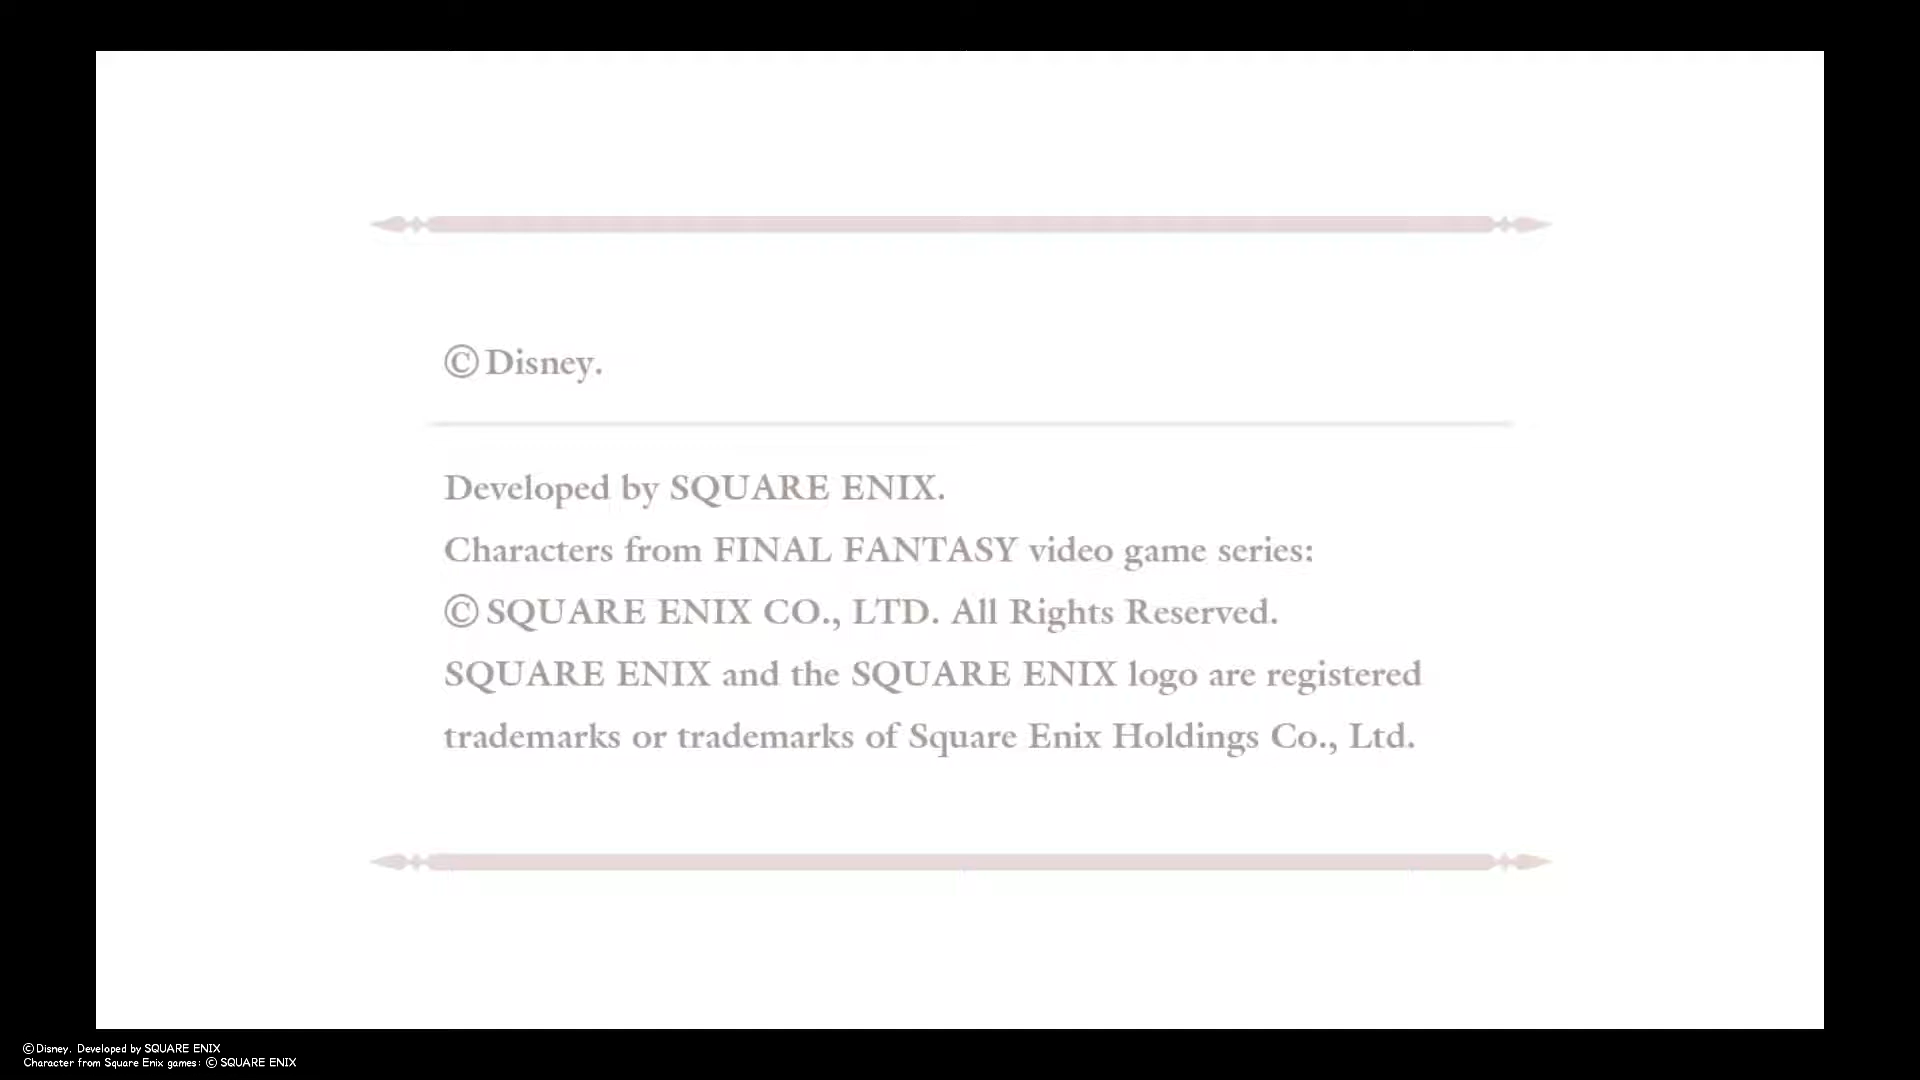 © Disney.
Developed by SQUARE ENIX.
Characters from FINAL FANTASY video game series:
© SQUARE ENIX CO., LTD. All Rights Reserved.
SQUARE ENIX and the SQUARE ENIX logo are registered
trademarks or trademarks of Square Enix Holdings Co., Ltd.
© Disney. Developed by SQUARE ENIX
Character from Square Enix games: © SQUARE ENIX